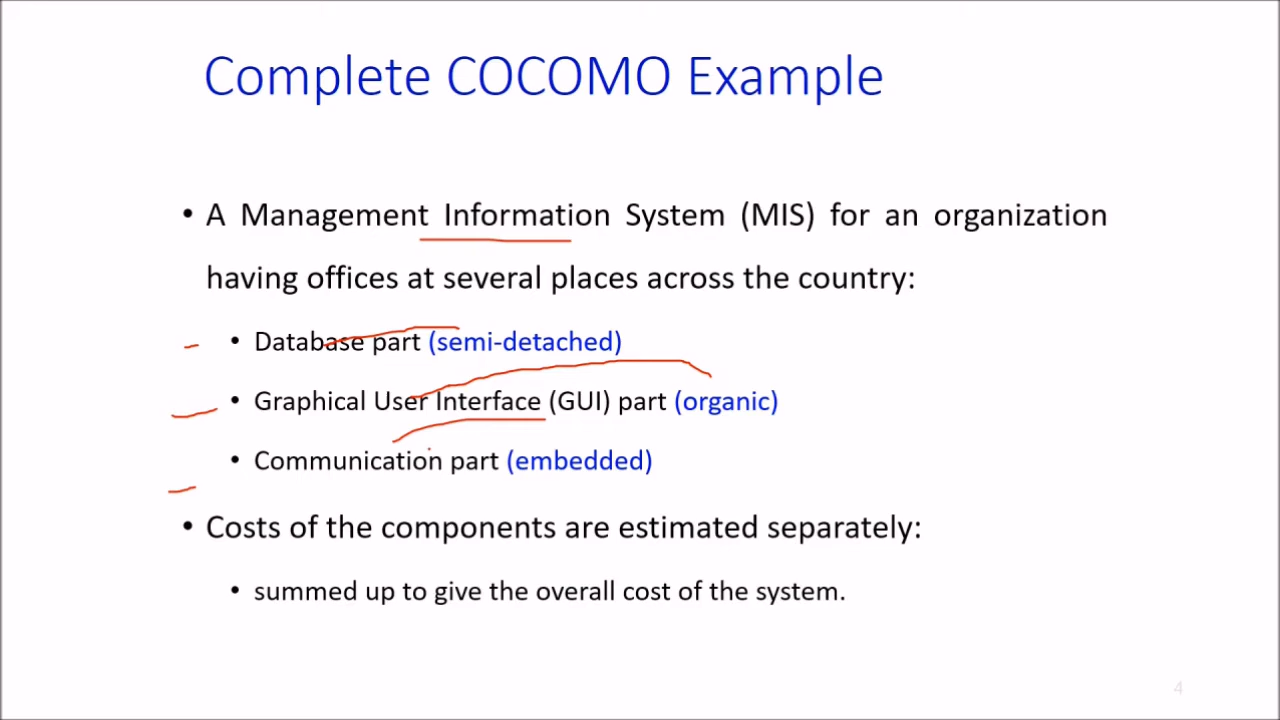 Complete COCOMO Example
• A Management Information System (MIS) for an organization
having offices at several places across the country:
• Database part (semi-detached)
• Graphical User Interface (GUI) part (organic)
• Communication part (embedded)
• Costs of the components are estimated separately:
• summed up to give the overall cost of the system.
4